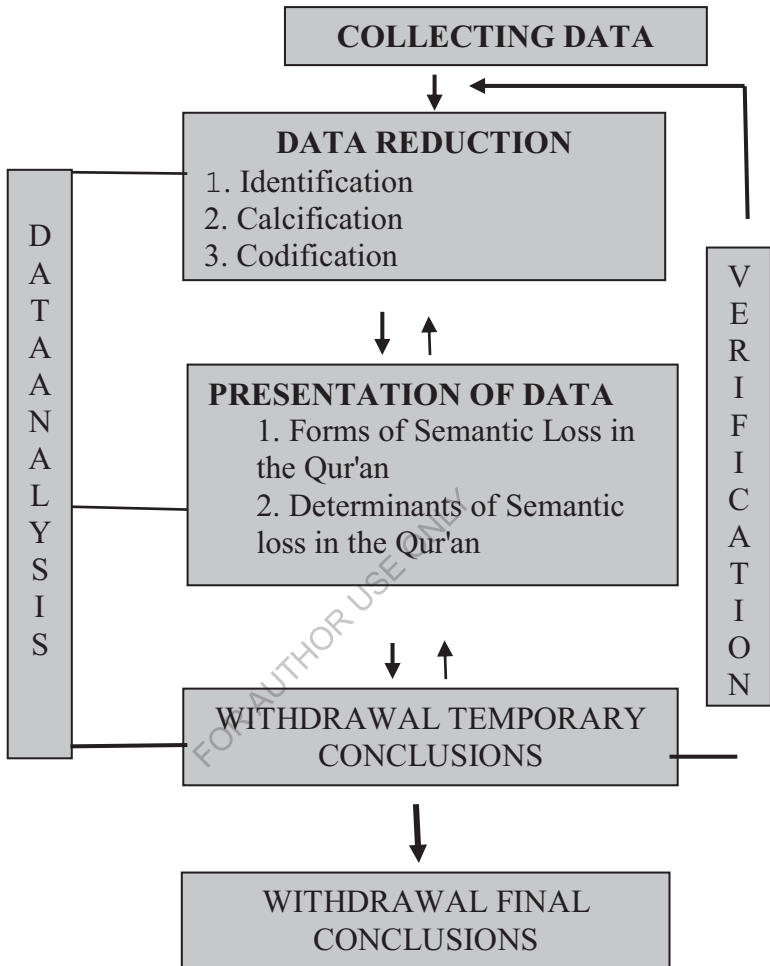 COLLECTING DATA
DATA REDUCTION
1. Identification
2. Calcification
3. Codification
DATAANALYSIS
VERIFICATION
PRESENTATION OF DATA
1. Forms of Semantic Loss in
the Qur'an
2. Determinants of Semantic
loss in the Qur'an
FOR AUTHOR USE ONLY
WITHDRAWAL TEMPORARY
CONCLUSIONS
WITHDRAWAL FINAL
CONCLUSIONS